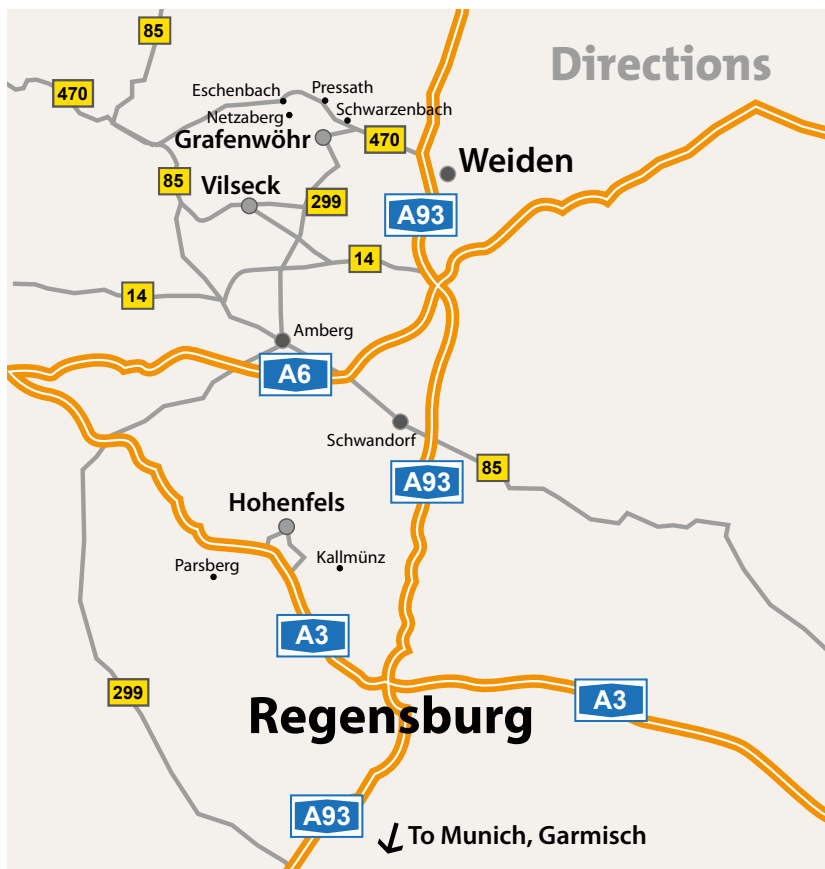 85
Directions
470
Eschenbach
Pressath
Netzaberg
Schwarzenbach
Grafenwöhr
470
Weiden
85
Vilseck
299
A93
14
14
Amberg
A6
Schwandorf
85
A93
Hohenfels
Parsberg
Kallmünz
A3
299
Regensburg
A3
A93
To Munich, Garmisch